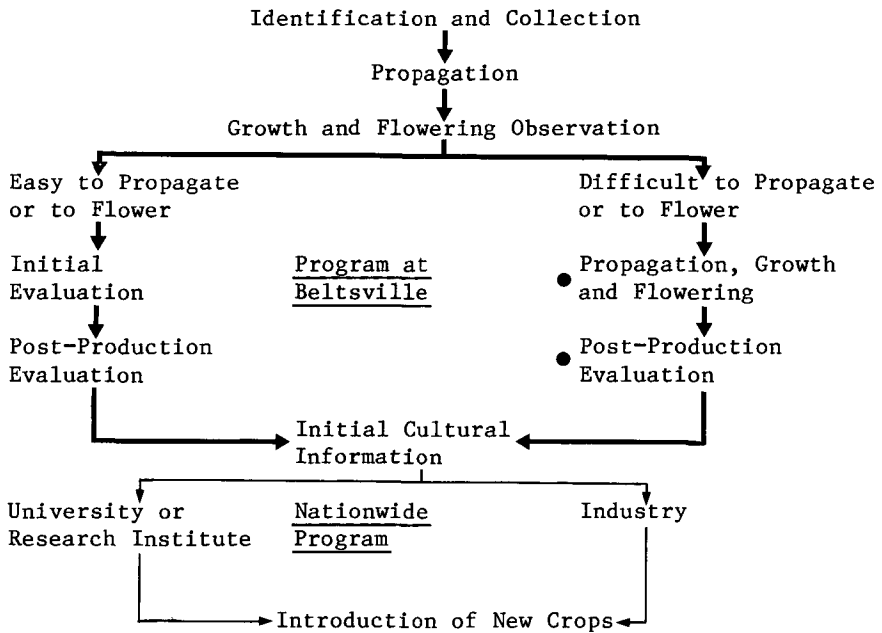 Identification and Collection
Propagation
Growth and Flowering Observation
Easy to Propagate
or to Flower
Difficult to Propagate
or to Flower
Initial
Evaluation
Program at
Beltsville
● Propagation, Growth
and Flowering
Post-Production
Evaluation
● Post-Production
Evaluation
Initial Cultural
Information
University or
Research Institute
Nationwide
Program
Industry
Introduction of New Crops